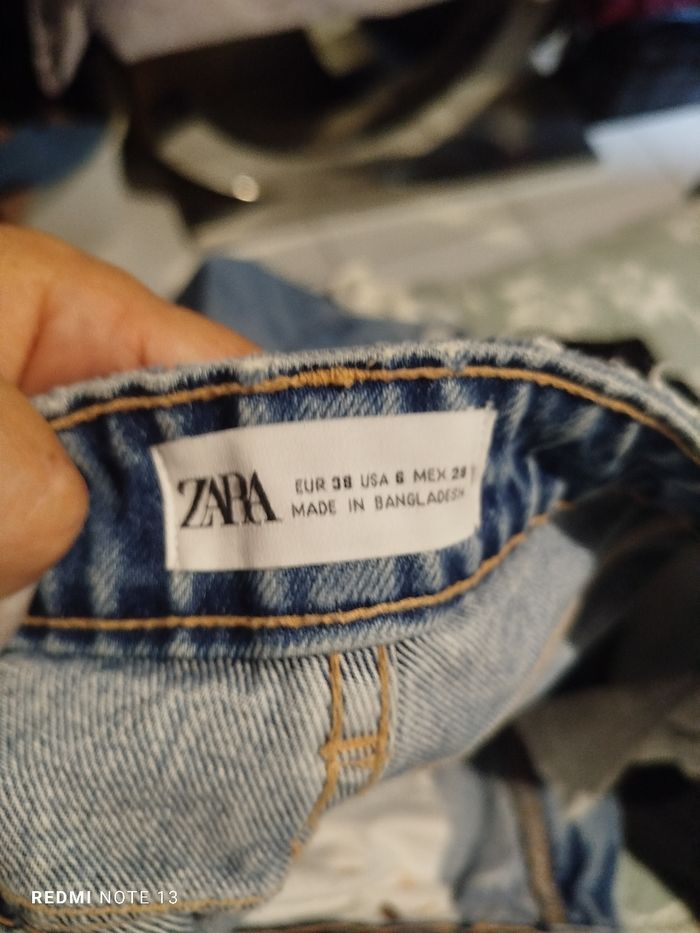 ZARA
EUR 38 USA 6 MEX 28
MADE IN BANGLADESH
REDMI NOTE 13